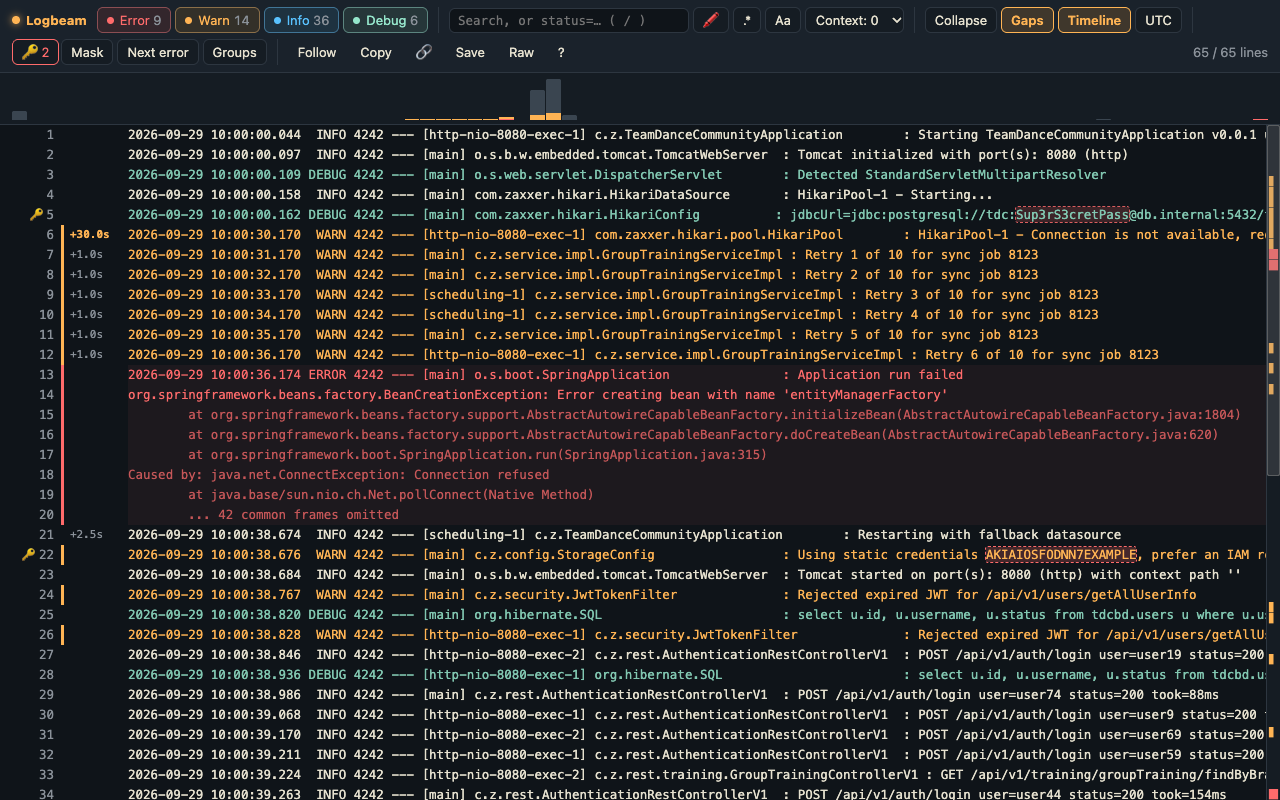 Logbeam Error 9 Warn 14 Info 36 Debug 6 Search, or status=… ( / ) .* Aa Context: 0 Collapse Gaps Timeline UTC
2 Mask Next error Groups Follow Copy Save Raw ? 65 / 65 lines
1 2026-09-29 10:00:00.044  INFO 4242 --- [http-nio-8080-exec-1] c.z.TeamDanceCommunityApplication        : Starting TeamDanceCommunityApplication v0.0.1
2 2026-09-29 10:00:00.097  INFO 4242 --- [main] o.s.b.w.embedded.tomcat.TomcatWebServer  : Tomcat initialized with port(s): 8080 (http)
3 2026-09-29 10:00:00.109 DEBUG 4242 --- [main] o.s.web.servlet.DispatcherServlet        : Detected StandardServletMultipartResolver
4 2026-09-29 10:00:00.158  INFO 4242 --- [main] com.zaxxer.hikari.HikariDataSource       : HikariPool-1 - Starting...
5 2026-09-29 10:00:00.162 DEBUG 4242 --- [main] com.zaxxer.hikari.HikariConfig          : jdbcUrl=jdbc:postgresql://tdc:Sup3rS3cretPass@db.internal:5432/
6 +30.0s 2026-09-29 10:00:30.170  WARN 4242 --- [http-nio-8080-exec-1] com.zaxxer.hikari.pool.HikariPool        : HikariPool-1 - Connection is not available,
7 +1.0s 2026-09-29 10:00:31.170  WARN 4242 --- [main] c.z.service.impl.GroupTrainingServiceImpl : Retry 1 of 10 for sync job 8123
8 +1.0s 2026-09-29 10:00:32.170  WARN 4242 --- [main] c.z.service.impl.GroupTrainingServiceImpl : Retry 2 of 10 for sync job 8123
9 +1.0s 2026-09-29 10:00:33.170  WARN 4242 --- [scheduling-1] c.z.service.impl.GroupTrainingServiceImpl : Retry 3 of 10 for sync job 8123
10 +1.0s 2026-09-29 10:00:34.170  WARN 4242 --- [scheduling-1] c.z.service.impl.GroupTrainingServiceImpl : Retry 4 of 10 for sync job 8123
11 +1.0s 2026-09-29 10:00:35.170  WARN 4242 --- [main] c.z.service.impl.GroupTrainingServiceImpl : Retry 5 of 10 for sync job 8123
12 +1.0s 2026-09-29 10:00:36.170  WARN 4242 --- [http-nio-8080-exec-1] c.z.service.impl.GroupTrainingServiceImpl : Retry 6 of 10 for sync job 8123
13 2026-09-29 10:00:36.174 ERROR 4242 --- [main] o.s.boot.SpringApplication               : Application run failed
14 org.springframework.beans.factory.BeanCreationException: Error creating bean with name 'entityManagerFactory'
15 at org.springframework.beans.factory.support.AbstractAutowireCapableBeanFactory.initializeBean(AbstractAutowireCapableBeanFactory.java:1804)
16 at org.springframework.beans.factory.support.AbstractAutowireCapableBeanFactory.doCreateBean(AbstractAutowireCapableBeanFactory.java:620)
17 at org.springframework.boot.SpringApplication.run(SpringApplication.java:315)
18 Caused by: java.net.ConnectException: Connection refused
19 at java.base/sun.nio.ch.Net.pollConnect(Native Method)
20 ... 42 common frames omitted
21 +2.5s 2026-09-29 10:00:38.674  INFO 4242 --- [scheduling-1] c.z.TeamDanceCommunityApplication        : Restarting with fallback datasource
22 2026-09-29 10:00:38.676  WARN 4242 --- [main] c.z.config.StorageConfig                 : Using static credentials AKIAIOSFODNN7EXAMPLE, prefer an IAM
23 2026-09-29 10:00:38.684  INFO 4242 --- [main] o.s.b.w.embedded.tomcat.TomcatWebServer  : Tomcat started on port(s): 8080 (http) with context path ''
24 2026-09-29 10:00:38.767  WARN 4242 --- [main] c.z.security.JwtTokenFilter              : Rejected expired JWT for /api/v1/users/getAllUserInfo
25 2026-09-29 10:00:38.820 DEBUG 4242 --- [main] org.hibernate.SQL                        : select u.id, u.username, u.status from tdcbd.users u where
26 2026-09-29 10:00:38.828  WARN 4242 --- [http-nio-8080-exec-1] c.z.security.JwtTokenFilter              : Rejected expired JWT for
27 2026-09-29 10:00:38.846  INFO 4242 --- [http-nio-8080-exec-2] c.z.rest.AuthenticationRestControllerV1  : POST /api/v1/auth/login user=user19 status=200
28 2026-09-29 10:00:38.936 DEBUG 4242 --- [http-nio-8080-exec-1] org.hibernate.SQL                        : select u.id, u.username, u.status from
29 2026-09-29 10:00:38.986  INFO 4242 --- [main] c.z.rest.AuthenticationRestControllerV1  : POST /api/v1/auth/login user=user74 status=200 took=88ms
30 2026-09-29 10:00:39.068  INFO 4242 --- [http-nio-8080-exec-1] c.z.rest.AuthenticationRestControllerV1  : POST /api/v1/auth/login user=user9 status=200
31 2026-09-29 10:00:39.170  INFO 4242 --- [http-nio-8080-exec-2] c.z.rest.AuthenticationRestControllerV1  : POST /api/v1/auth/login user=user69 status=200
32 2026-09-29 10:00:39.211  INFO 4242 --- [http-nio-8080-exec-1] c.z.rest.AuthenticationRestControllerV1  : POST /api/v1/auth/login user=user59 status=200
33 2026-09-29 10:00:39.224  INFO 4242 --- [http-nio-8080-exec-2] c.z.rest.training.GroupTrainingControllerV1 : GET
34 2026-09-29 10:00:39.263  INFO 4242 --- [main] c.z.rest.AuthenticationRestControllerV1  : POST /api/v1/auth/login user=user44 status=200 took=154ms